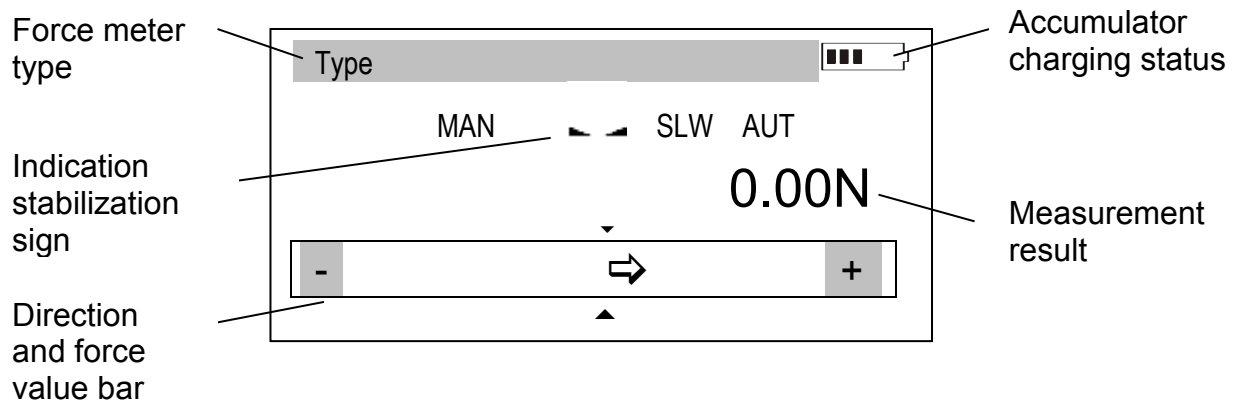 Force meter
type
Accumulator
charging status
Type
MAN SLW AUT
Indication
stabilization
sign
0.00N
Measurement
result
- +
Direction
and force
value bar